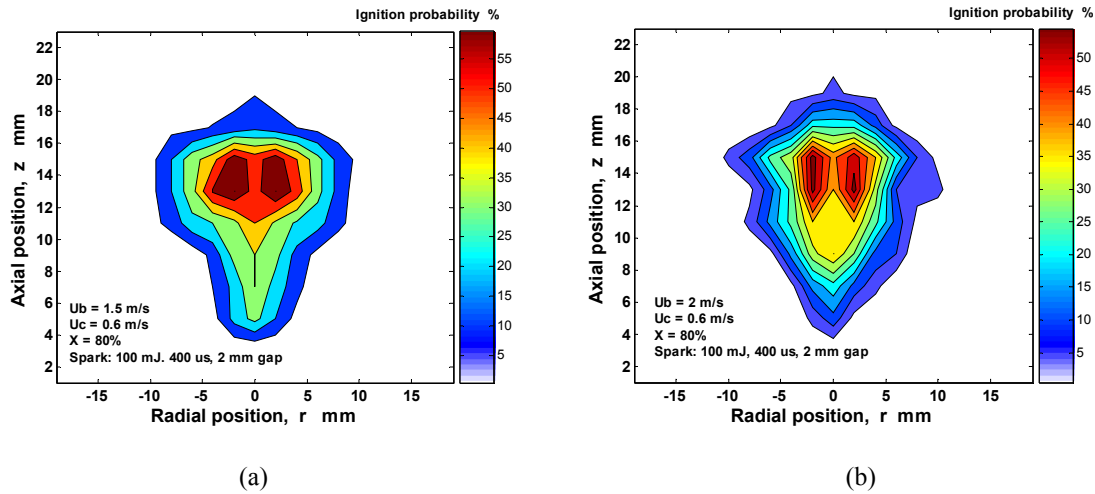 Ignition probability %
22
20
18
16
14
12
10
8
6
4
2
Axial position, z mm
-15 -10 -5 0 5 10 15
Radial position, r mm
Ub = 1.5 m/s
Uc = 0.6 m/s
X = 80%
Spark: 100 mJ. 400 us, 2 mm gap
55
50
45
40
35
30
25
20
15
10
5
(a)
Ignition probability %
22
20
18
16
14
12
10
8
6
4
2
Axial position, z mm
-15 -10 -5 0 5 10 15
Radial position, r mm
Ub = 2 m/s
Uc = 0.6 m/s
X = 80%
Spark: 100 mJ, 400 us, 2 mm gap
50
45
40
35
30
25
20
15
10
5
(b)